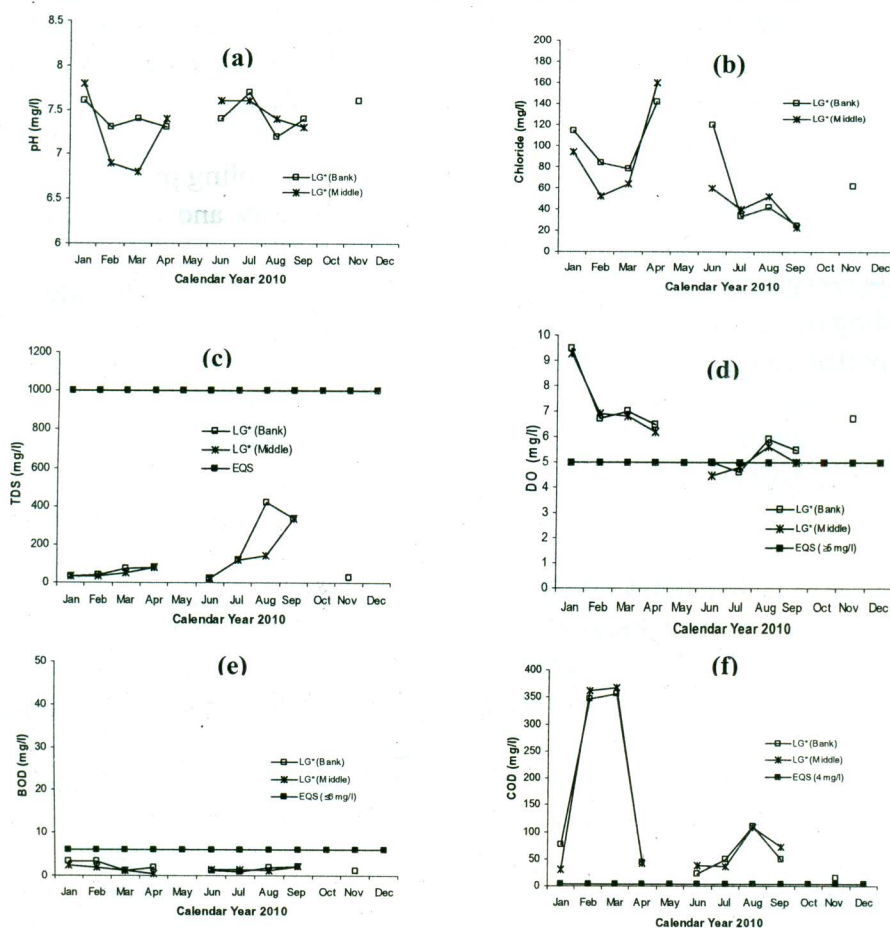 (a)
8
7.5
7
6.5
6
pH (mg/l)
LG* (Bank)
LG* (Middle)
Jan Feb Mar Apr May Jun Jul Aug Sep Oct Nov Dec
Calendar Year 2010
(b)
200
180
160
140
120
100
80
60
40
20
0
Chloride (mg/l)
LG* (Bank)
LG* (Middle)
Jan Feb Mar Apr May Jun Jul Aug Sep Oct Nov Dec
Calendar Year 2010
(c)
1200
1000
800
600
400
200
0
TDS (mg/l)
LG* (Bank)
LG* (Middle)
EQS
Jan Feb Mar Apr May Jun Jul Aug Sep Oct Nov Dec
Calendar Year 2010
(d)
10
9
8
7
6
5
4
3
2
1
0
DO (mg/l)
LG* (Bank)
LG* (Middle)
EQS (≥5 mg/l)
Jan Feb Mar Apr May Jun Jul Aug Sep Oct Nov Dec
Calendar Year 2010
(e)
50
40
30
20
10
0
BOD (mg/l)
LG* (Bank)
LG* (Middle)
EQS (≤6 mg/l)
Jan Feb Mar Apr May Jun Jul Aug Sep Oct Nov Dec
Calendar Year 2010
(f)
400
350
300
250
200
150
100
50
0
COD (mg/l)
LG* (Bank)
LG* (Middle)
EQS (4 mg/l)
Jan Feb Mar Apr May Jun Jul Aug Sep Oct Nov Dec
Calendar Year 2010